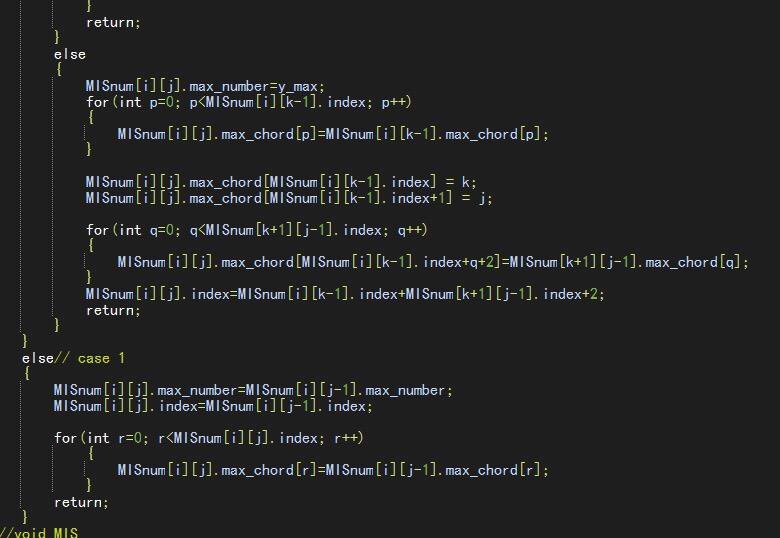 }
return;
}
else
{
MISnum[i][j].max_number=y_max;
for(int p=0; p<MISnum[i][k-1].index; p++)
{
MISnum[i][j].max_chord[p]=MISnum[i][k-1].max_chord[p];
}
MISnum[i][j].max_chord[MISnum[i][k-1].index] = k;
MISnum[i][j].max_chord[MISnum[i][k-1].index+1] = j;
for(int q=0; q<MISnum[k+1][j-1].index; q++)
{
MISnum[i][j].max_chord[MISnum[i][k-1].index+q+2]=MISnum[k+1][j-1].max_chord[q];
}
MISnum[i][j].index=MISnum[i][k-1].index+MISnum[k+1][j-1].index+2;
return;
}
}
else// case 1
{
MISnum[i][j].max_number=MISnum[i][j-1].max_number;
MISnum[i][j].index=MISnum[i][j-1].index;
for(int r=0; r<MISnum[i][j].index; r++)
{
MISnum[i][j].max_chord[r]=MISnum[i][j-1].max_chord[r];
}
return;
}
//void MIS